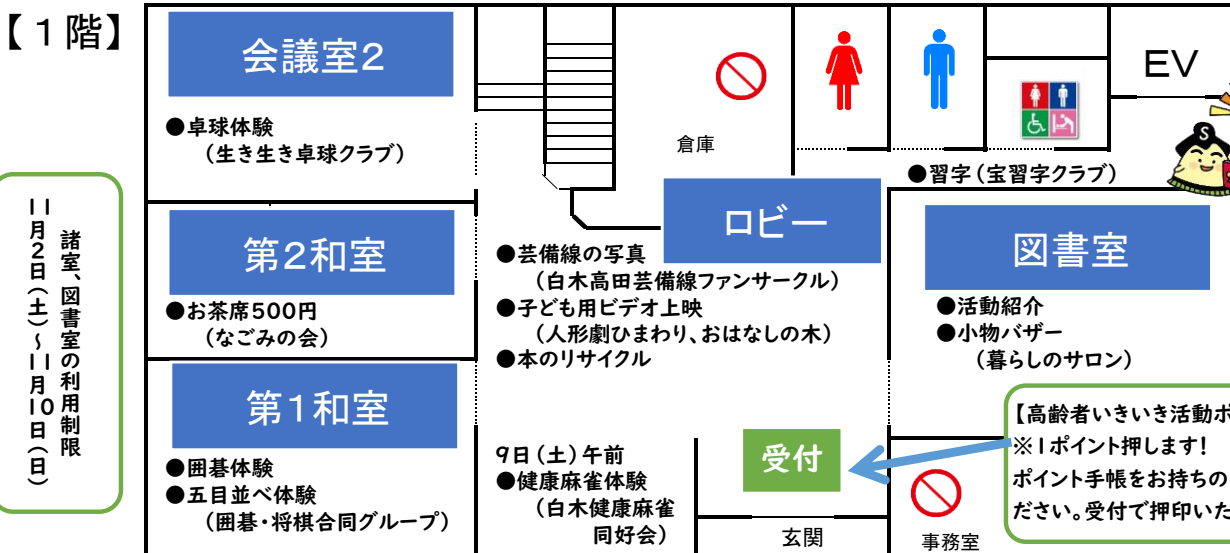 【１階】
会議室２
●卓球体験
（生き生き卓球クラブ）
倉庫
EV
S
●習字（宝習字クラブ）
諸室、図書室の利用制限
11月2日（土）～11月10日（日）
第２和室
●お茶席500円
（なごみの会）
ロビー
●芸備線の写真
（白木高田芸備線ファンサークル）
●子ども用ビデオ上映
（人形劇ひまわり、おはなしの木）
●本のリサイクル
図書室
●活動紹介
●小物バザー
（暮らしのサロン）
第１和室
●囲碁体験
●五目並べ体験
（囲碁・将棋合同グループ）
9日（土）午前
●健康麻雀体験
（白木健康麻雀
同好会）
受付
玄関
事務室
【高齢者いきいき活動ポ
※1ポイント押します！
ポイント手帳をお持ちの
ださい。受付で押印いた